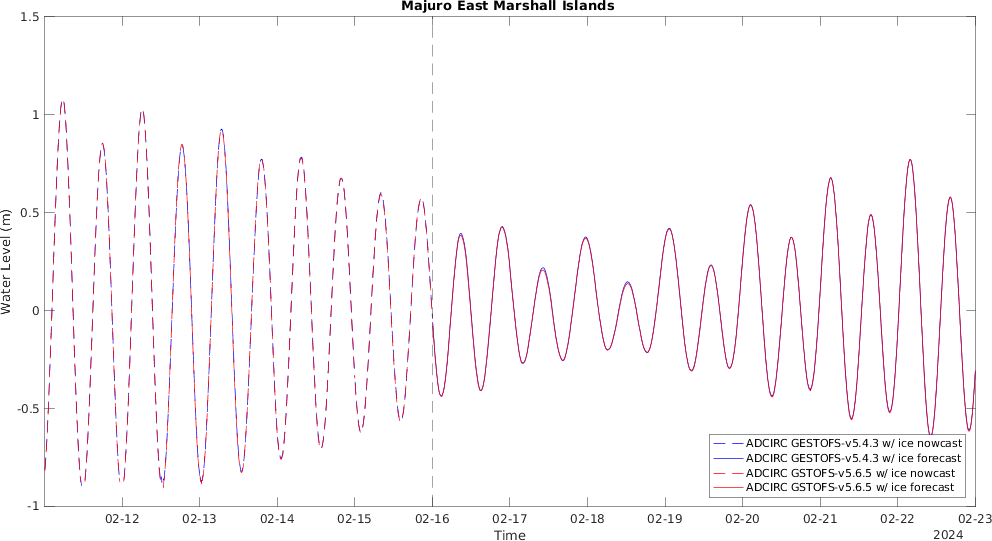 Majuro East Marshall Islands
1.5
1
0.5
0
-0.5
-1
Water Level (m)
ADCIRC GESTOFS-v5.4.3 w/ ice nowcast
ADCIRC GESTOFS-v5.4.3 w/ ice forecast
ADCIRC GSTOFS-v5.6.5 w/ ice nowcast
ADCIRC GSTOFS-v5.6.5 w/ ice forecast
02-12 02-13 02-14 02-15 02-16 02-17 02-18 02-19 02-20 02-21 02-22 02-23
Time
2024